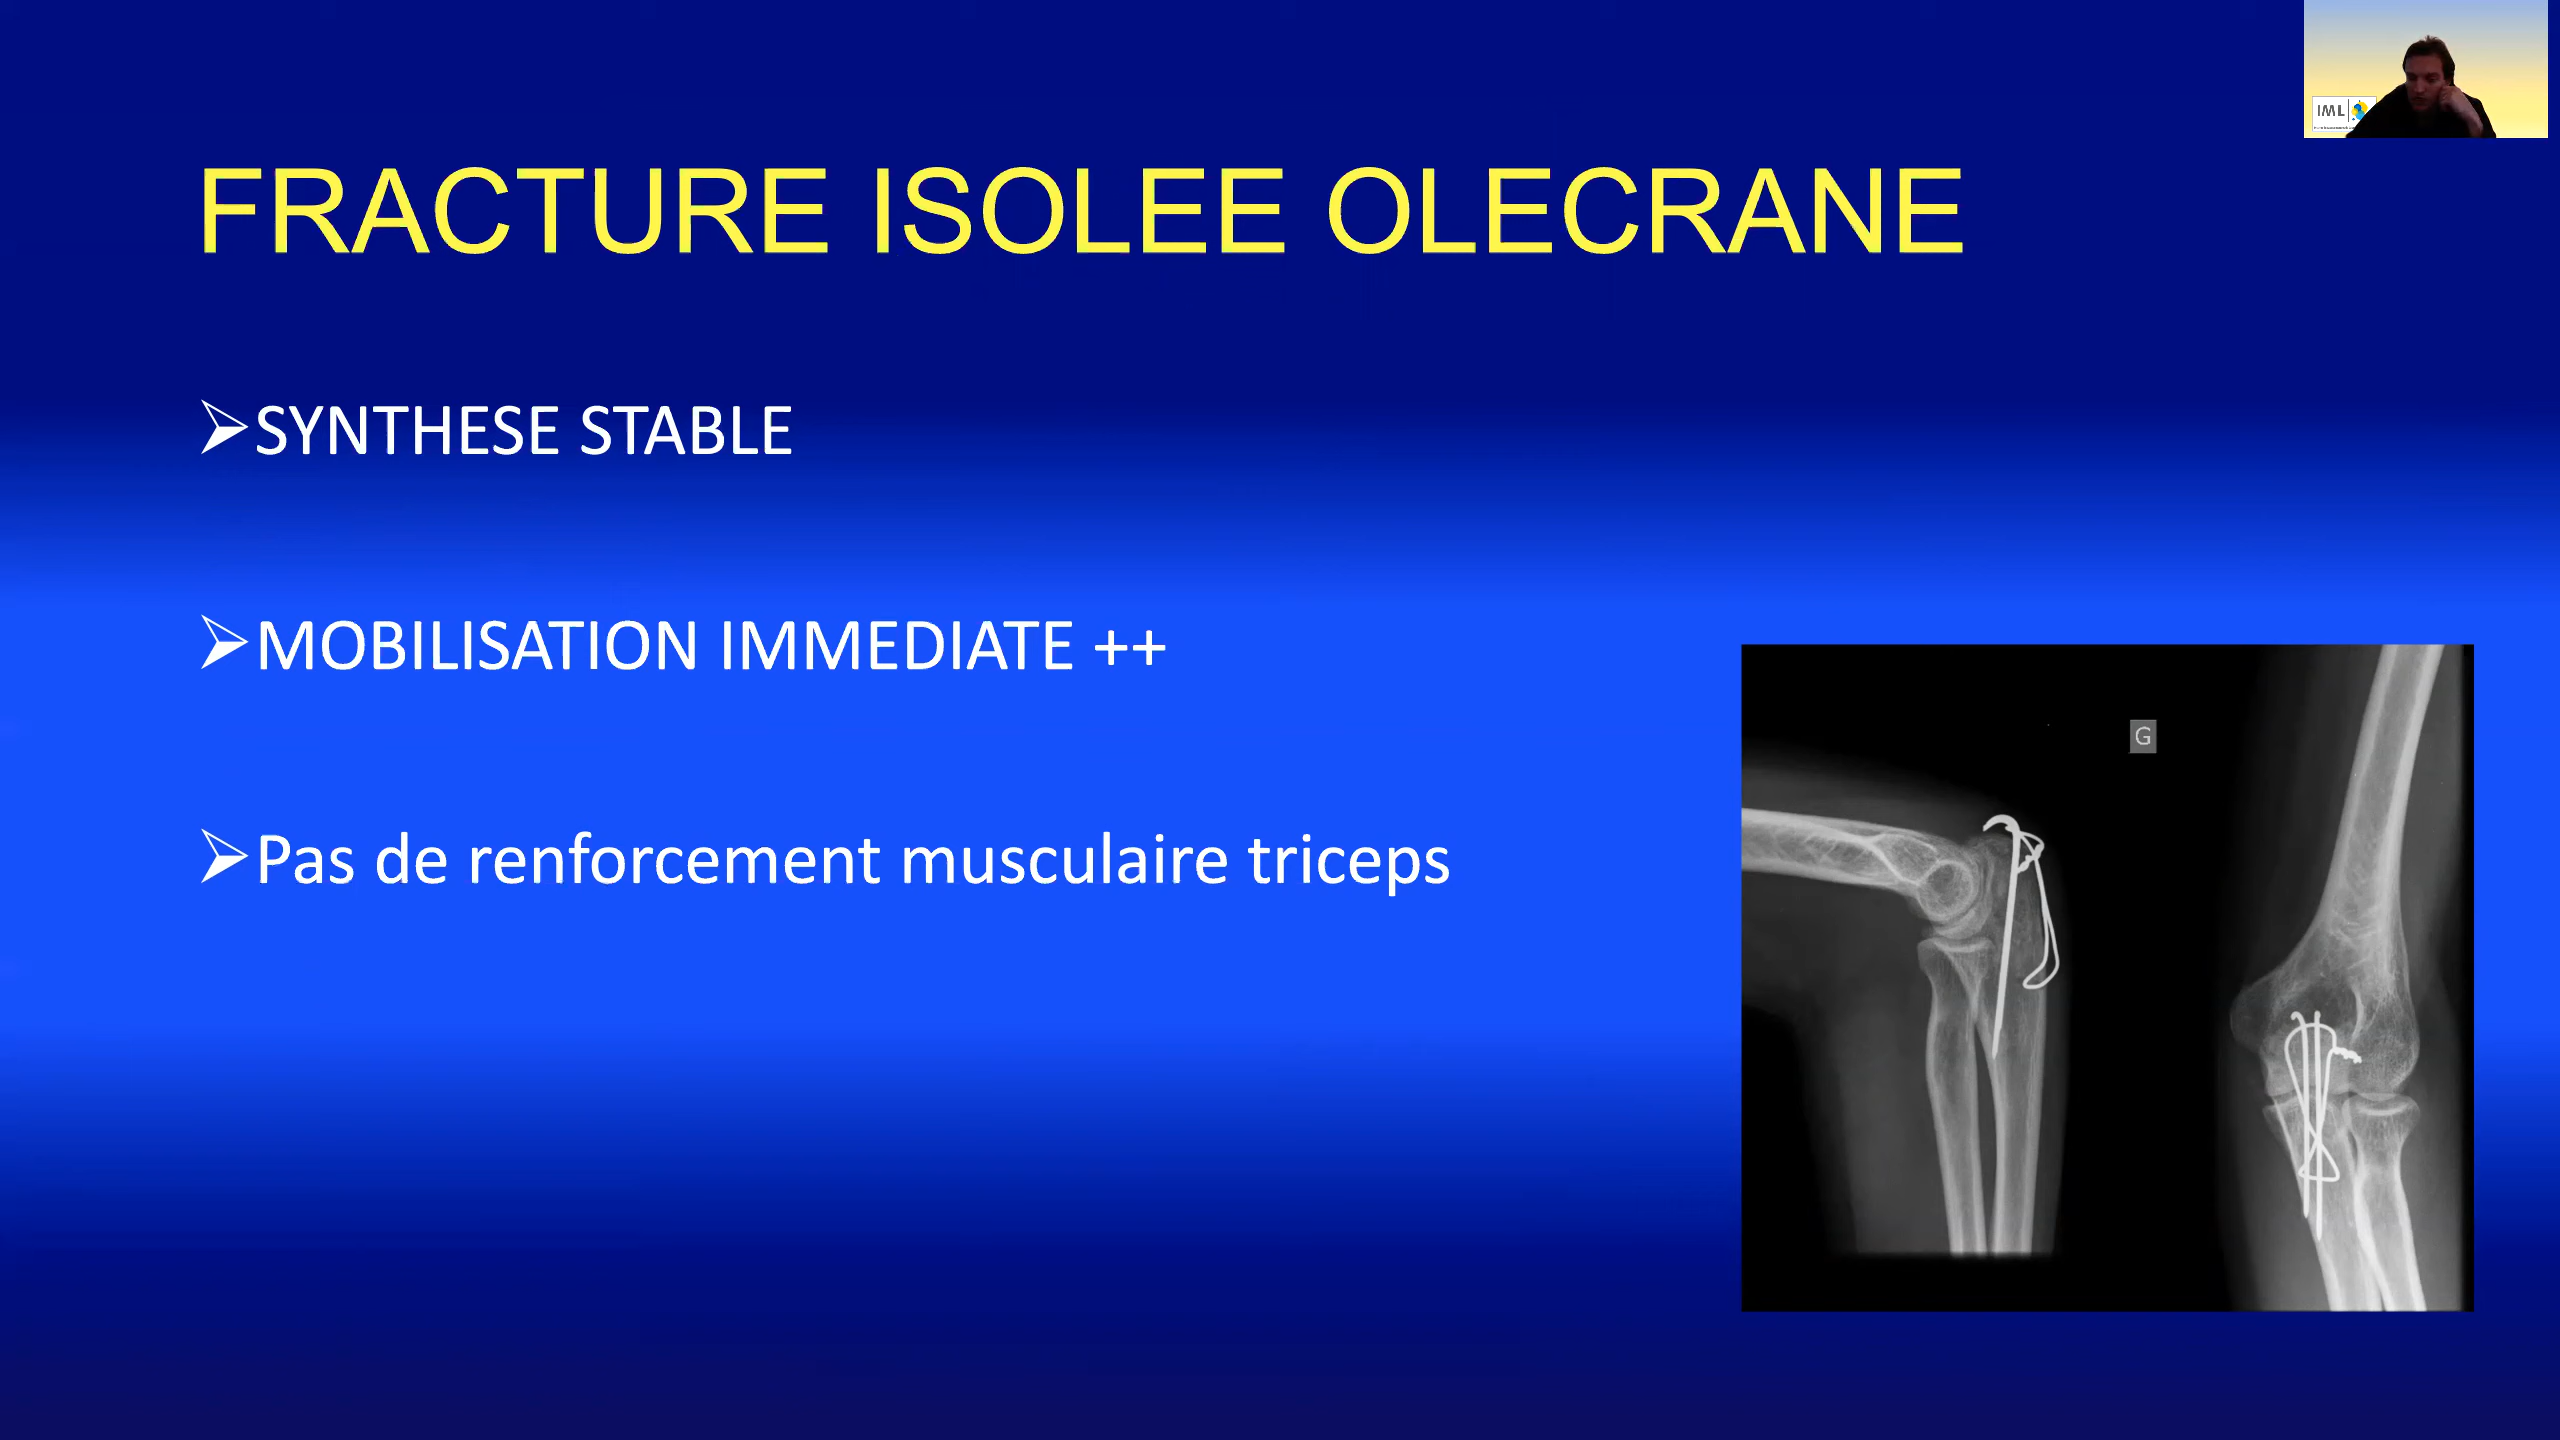 FRACTURE ISOLEE OLECRANE
IML
➢SYNTHESE STABLE
➢MOBILISATION IMMEDIATE ++
➢Pas de renforcement musculaire triceps
G